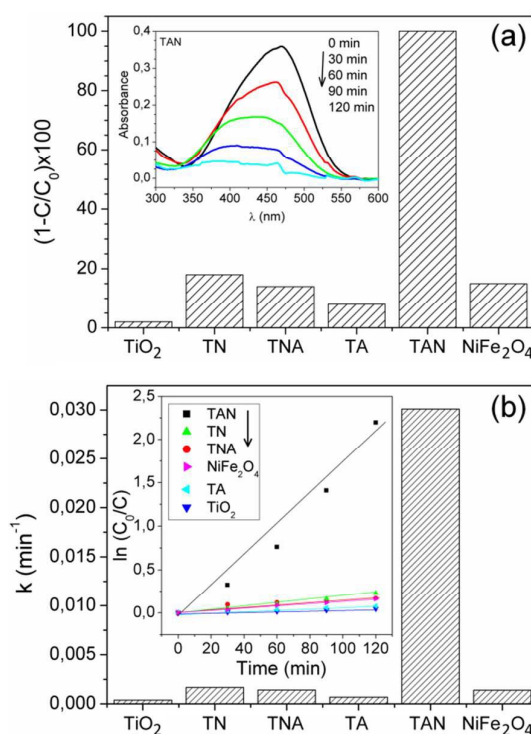 (a)
(1-C/C₀)x100
100
80
60
40
20
0
TiO₂ TN TNA TA TAN NiFe₂O₄
TAN
Absorbance
0,4
0,3
0,2
0,1
0,0
300 350 400 450 500 550 600
λ (nm)
0 min
30 min
60 min
90 min
120 min
(b)
k (min⁻¹)
0,030
0,025
0,020
0,015
0,010
0,005
0,000
TiO₂ TN TNA TA TAN NiFe₂O₄
ln (C₀/C)
2,5
2,0
1,5
1,0
0,5
0,0
0 20 40 60 80 100 120
Time (min)
TAN
TN
TNA
NiFe₂O₄
TA
TiO₂